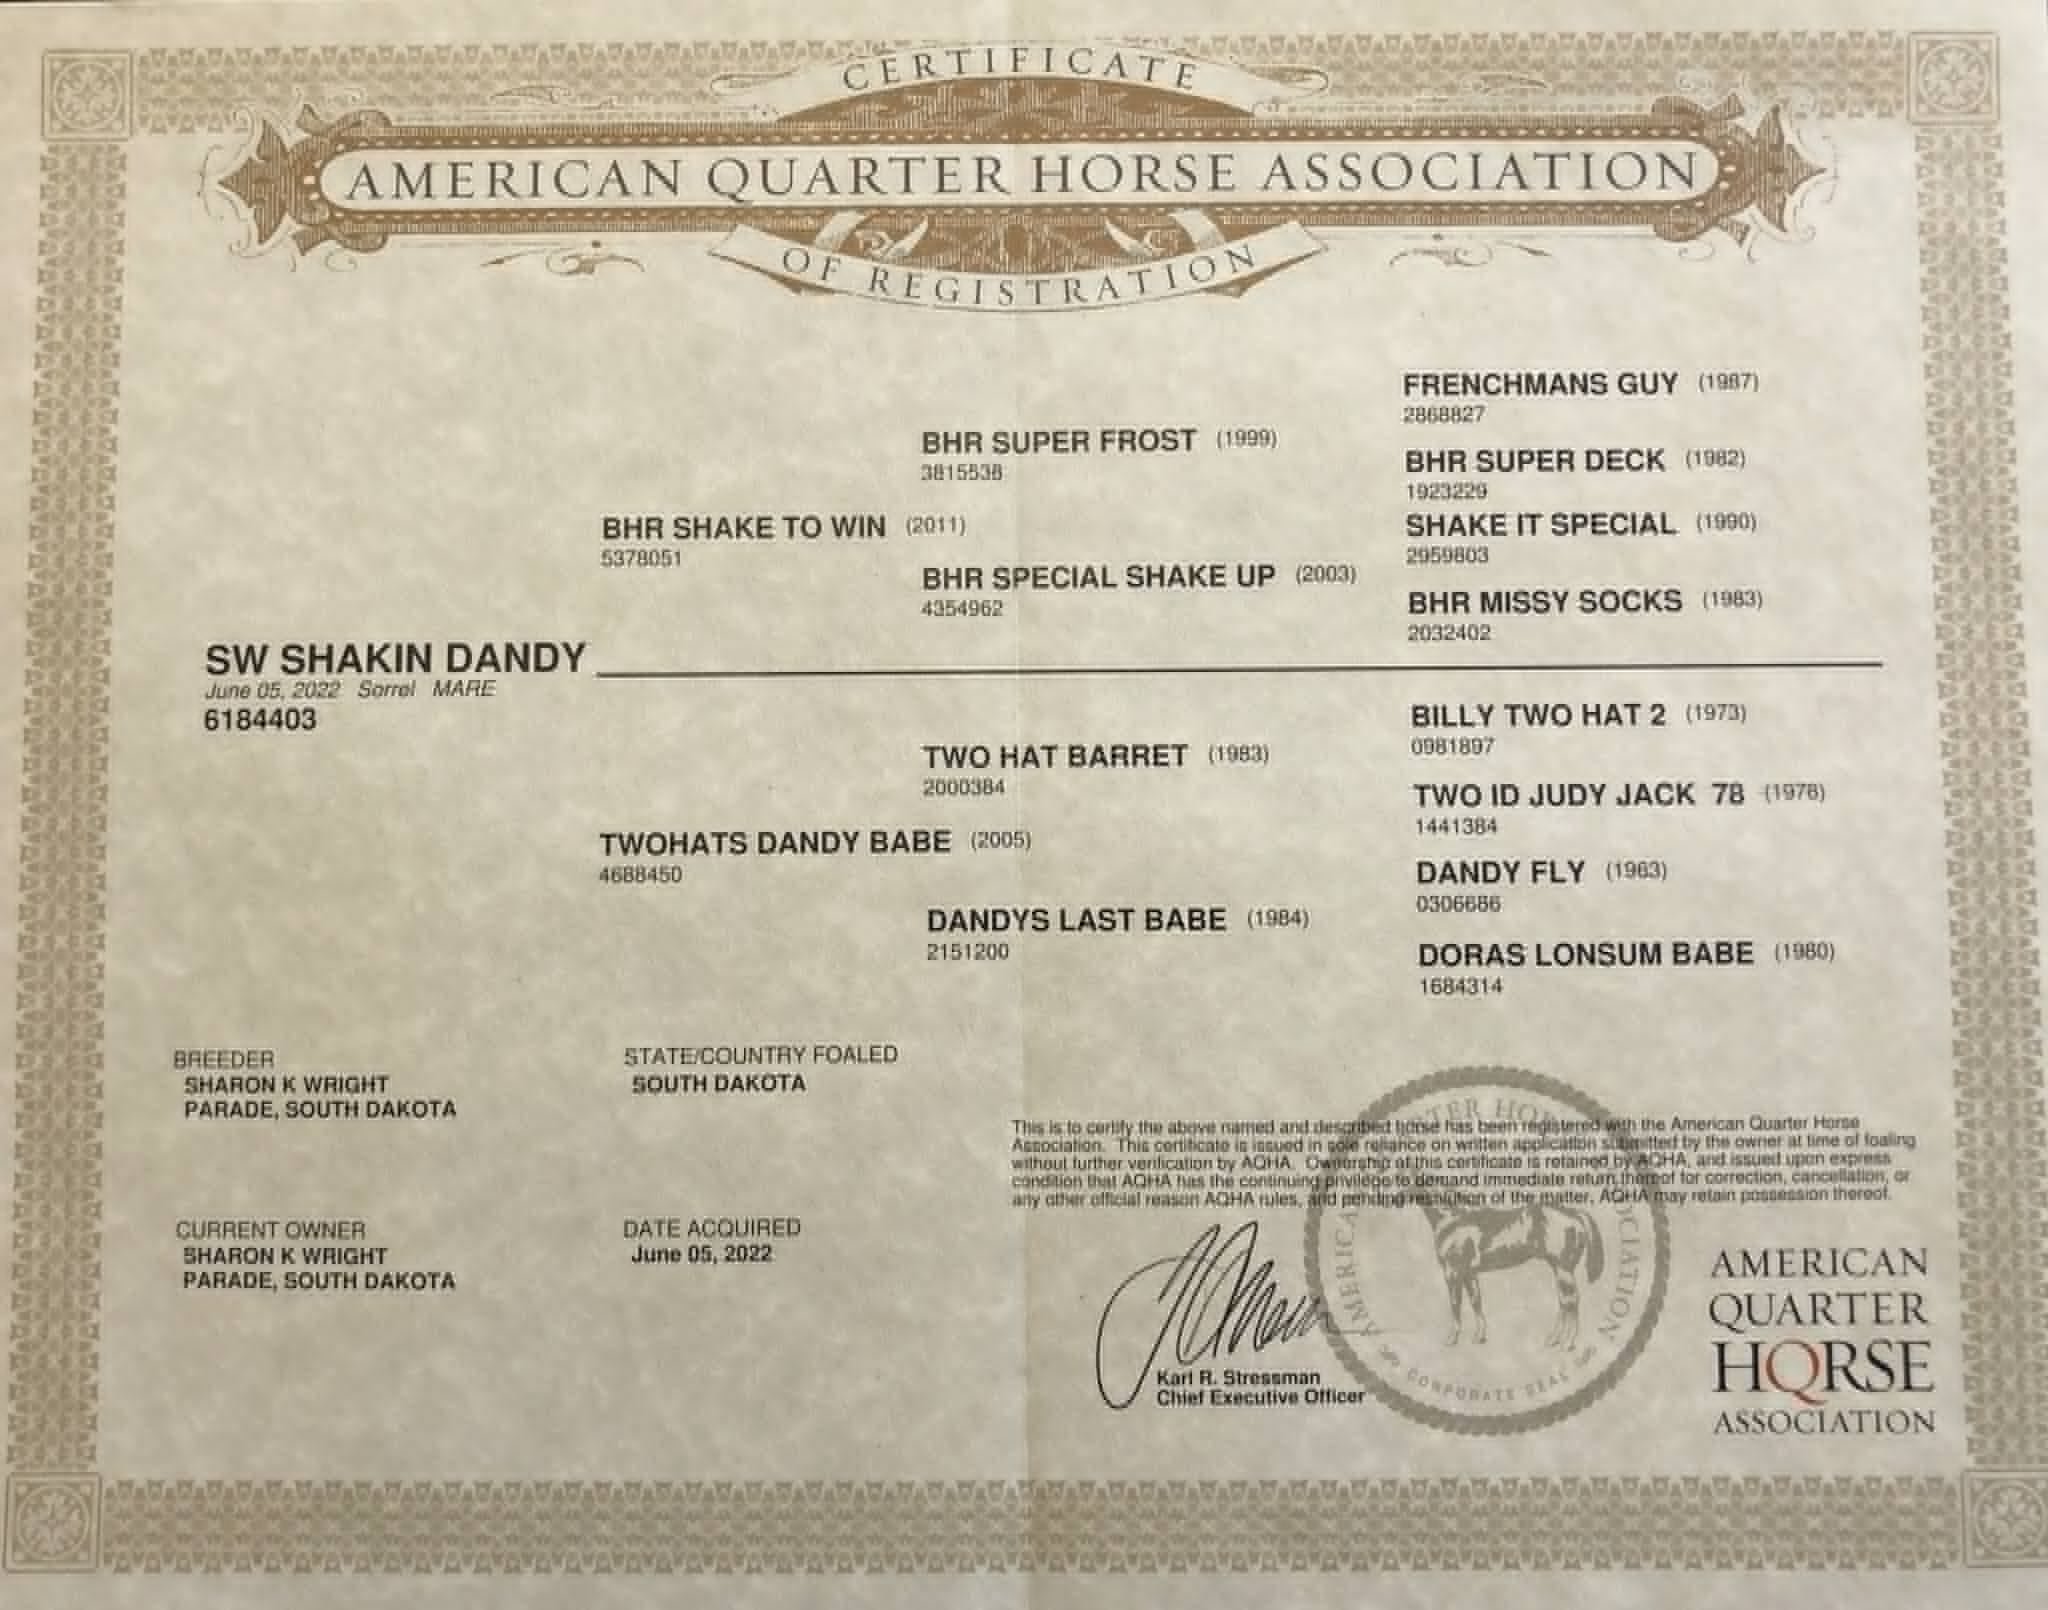 CERTIFICATE
AMERICAN QUARTER HORSE ASSOCIATION
OF REGISTRATION
FRENCHMANS GUY (1987)
2868827
BHR SUPER FROST (1999)
3815538
BHR SUPER DECK (1982)
1923229
BHR SHAKE TO WIN (2011)
5378051
SHAKE IT SPECIAL (1990)
2959803
BHR SPECIAL SHAKE UP (2003)
4354962
BHR MISSY SOCKS (1983)
2032402
SW SHAKIN DANDY
June 05, 2022 Sorrel MARE
6184403
BILLY TWO HAT 2 (1973)
0981897
TWO HAT BARRET (1983)
2000384
TWO ID JUDY JACK 78 (1978)
1441384
TWOHATS DANDY BABE (2005)
4688450
DANDY FLY (1963)
0306686
DANDYS LAST BABE (1984)
2151200
DORAS LONSUM BABE (1980)
1684314
BREEDER
SHARON K WRIGHT
PARADE, SOUTH DAKOTA
STATE/COUNTRY FOALED
SOUTH DAKOTA
This is to certify the above named and described horse has been registered with the American Quarter Horse
Association. This certificate is issued in sole reliance on written application submitted by the owner at time of foaling
without further verification by AQHA. Ownership of this certificate is retained by AQHA, and issued upon express
condition that AQHA has the continuing privilege to demand immediate return thereof for correction, cancellation, or
any other official reason AQHA rules, and pending resolution of the matter, AQHA may retain possession thereof.
CURRENT OWNER
SHARON K WRIGHT
PARADE, SOUTH DAKOTA
DATE ACQUIRED
June 05, 2022
Karl R. Stressman
Chief Executive Officer
CORPORATE SEAL
AMERICAN
QUARTER
HORSE
ASSOCIATION